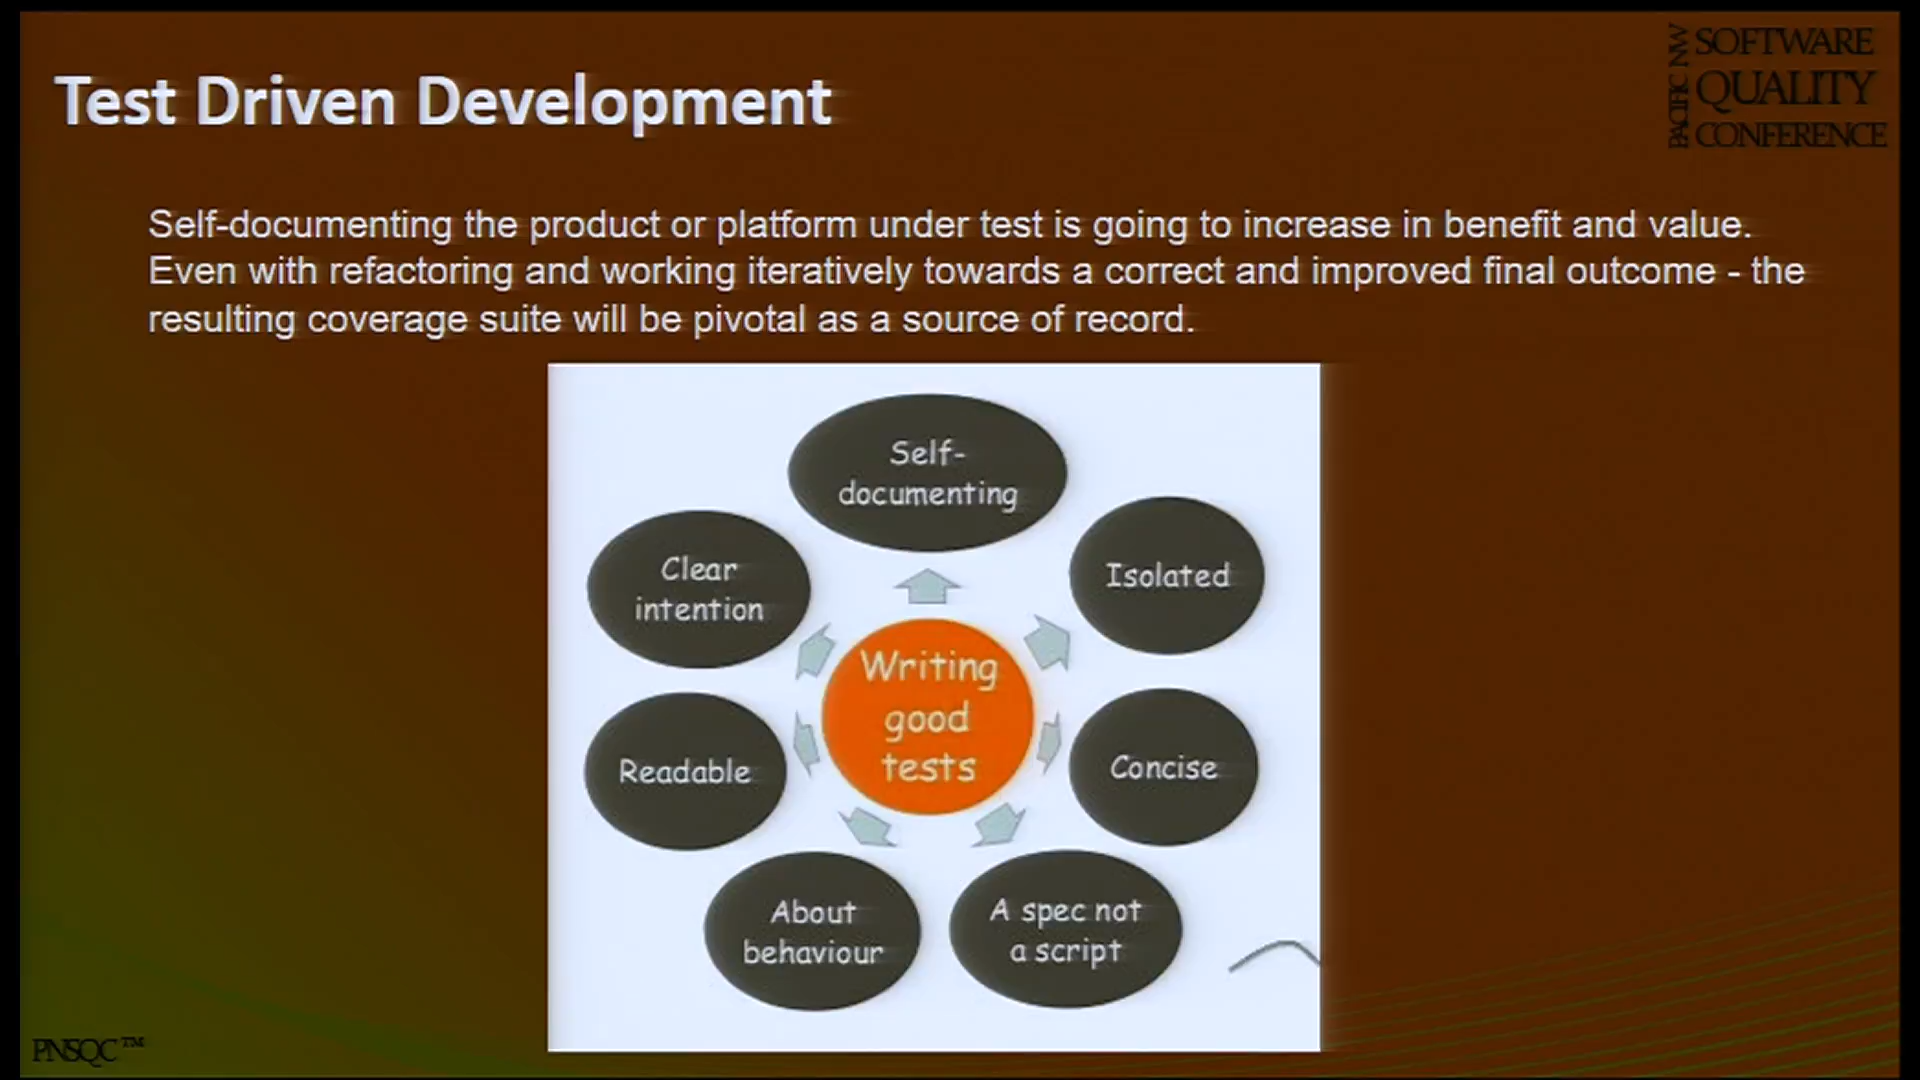 Test Driven Development
PACIFIC NW
SOFTWARE
QUALITY
CONFERENCE
Self-documenting the product or platform under test is going to increase in benefit and value.
Even with refactoring and working iteratively towards a correct and improved final outcome - the
resulting coverage suite will be pivotal as a source of record.
Self-
documenting
Clear
intention
Isolated
Writing
good
tests
Readable
Concise
About
behaviour
A spec not
a script
PNSQC™